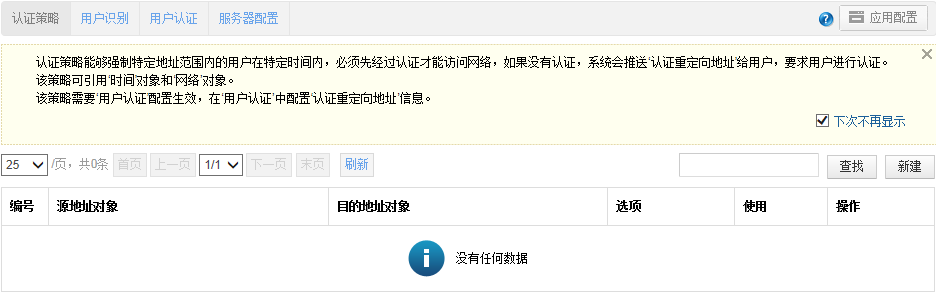 认证策略 用户识别 用户认证 服务器配置 ? 应用配置
认证策略能够强制特定地址范围内的用户在特定时间内，必须先经过认证才能访问网络，如果没有认证，系统会推送‘认证重定向地址’给用户，要求用户进行认证。
该策略可引用‘时间’对象和‘网络’对象。
该策略需要‘用户认证’配置生效，在‘用户认证’中配置‘认证重定向地址’信息。
下次不再显示
25 /页，共0条 首页 上一页 1/1 下一页 末页 刷新 查找 新建
编号 源地址对象 目的地址对象 选项 使用 操作
没有任何数据